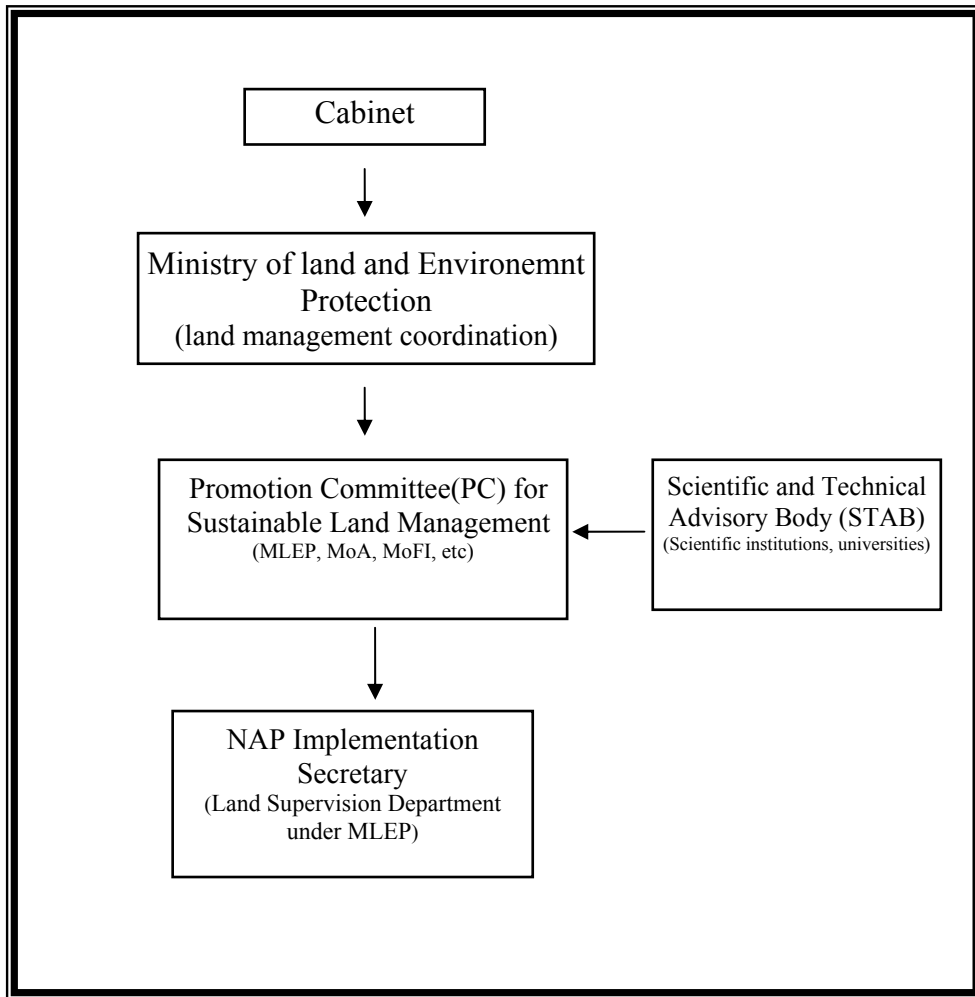 Cabinet
Ministry of land and Environemnt
Protection
(land management coordination)
Promotion Committee(PC) for
Sustainable Land Management
(MLEP, MoA, MoFI, etc)
Scientific and Technical
Advisory Body (STAB)
(Scientific institutions, universities)
NAP Implementation
Secretary
(Land Supervision Department
under MLEP)